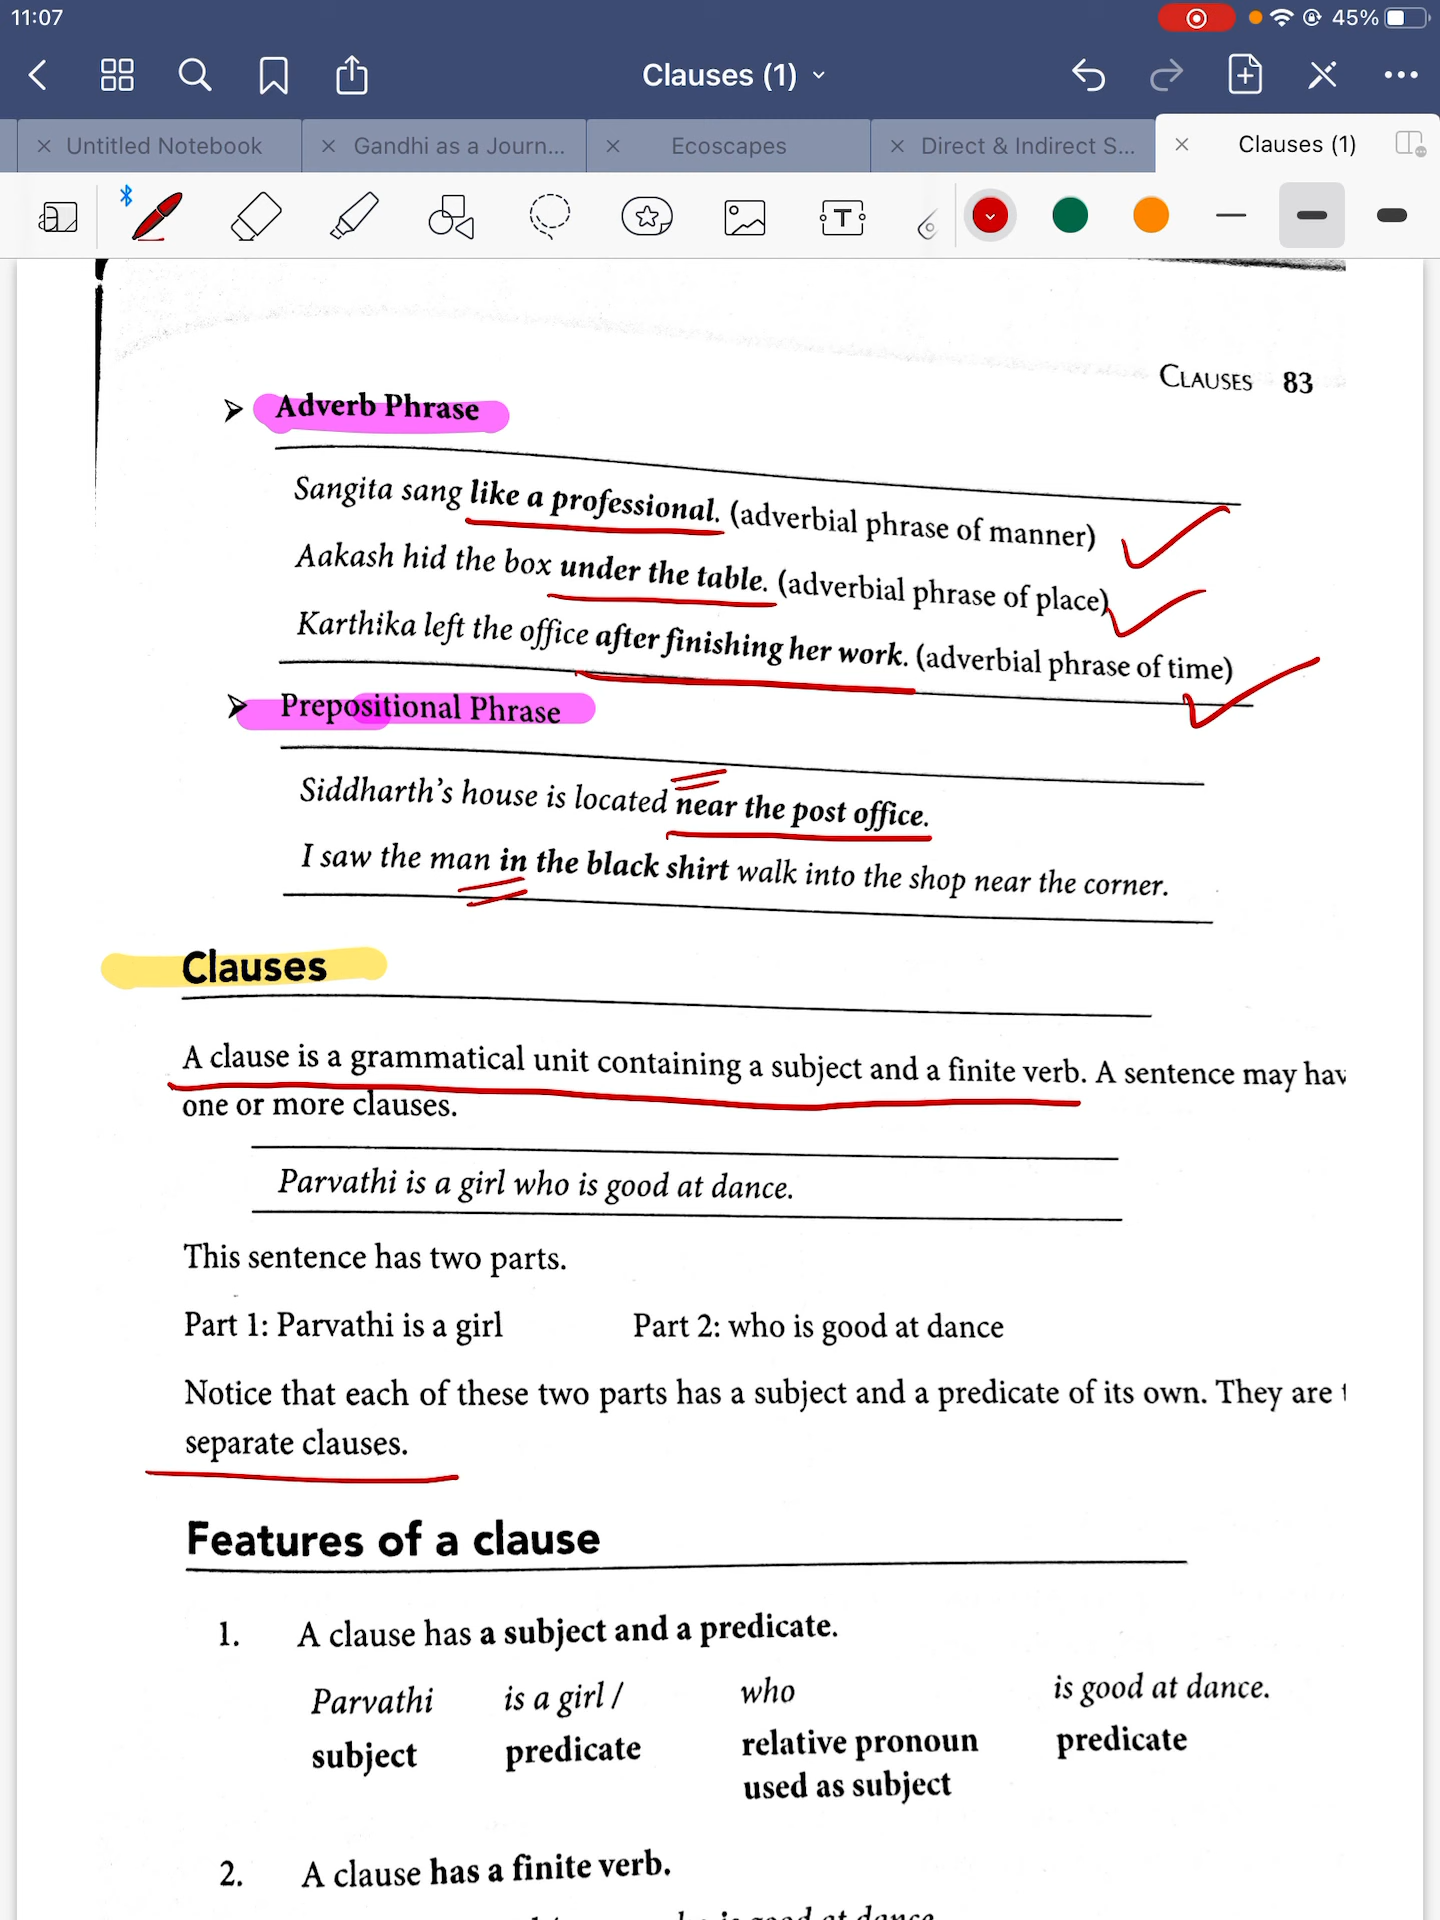 11:07
45%
Clauses (1)
Untitled Notebook
Gandhi as a Journ...
Ecoscapes
Direct & Indirect S...
Clauses (1)
CLAUSES 83
Adverb Phrase
Sangita sang like a professional. (adverbial phrase of manner)
Aakash hid the box under the table. (adverbial phrase of place)
Karthika left the office after finishing her work. (adverbial phrase of time)
Prepositional Phrase
Siddharth's house is located near the post office.
I saw the man in the black shirt walk into the shop near the corner.
Clauses
A clause is a grammatical unit containing a subject and a finite verb. A sentence may hav
one or more clauses.
Parvathi is a girl who is good at dance.
This sentence has two parts.
Part 1: Parvathi is a girl Part 2: who is good at dance
Notice that each of these two parts has a subject and a predicate of its own. They are
separate clauses.
Features of a clause
1. A clause has a subject and a predicate.
Parvathi is a girl / who is good at dance.
subject predicate relative pronoun predicate
used as subject
2. A clause has a finite verb.
is good at dance